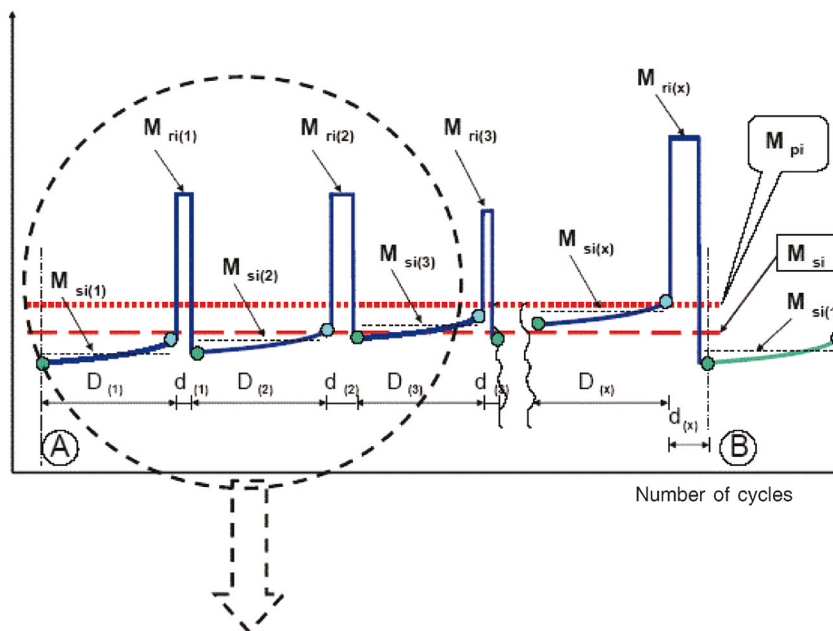 M ri(1)
M ri(2)
M ri(3)
M ri(x)
M pi
M si(1)
M si(2)
M si(3)
M si(x)
M si
M si(1
D (1)
d (1)
D (2)
d (2)
D (3)
d (3)
D (x)
d (x)
A
B
Number of cycles